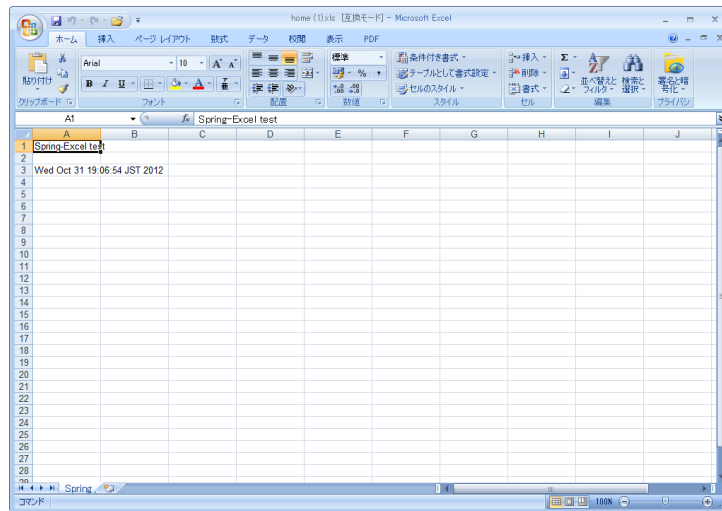 home (1).xls [互換モード] - Microsoft Excel
ホーム 挿入 ページ レイアウト 数式 データ 校閲 表示 PDF
貼り付け
クリップボード
Arial 10 A A
B I U A
フォント
配置
標準
% ,
数値
条件付き書式
テーブルとして書式設定
セルのスタイル
スタイル
挿入
削除
書式
セル
Σ
並べ替えと フィルタ
検索と 選択
編集
署名と暗号化
プライバシ
A1 fx Spring-Excel test
A B C D E F G H I J
1 Spring-Excel test
2
3 Wed Oct 31 19:06:54 JST 2012
4
5
6
7
8
9
10
11
12
13
14
15
16
17
18
19
20
21
22
23
24
25
26
27
28
29
Spring
コマンド 100%